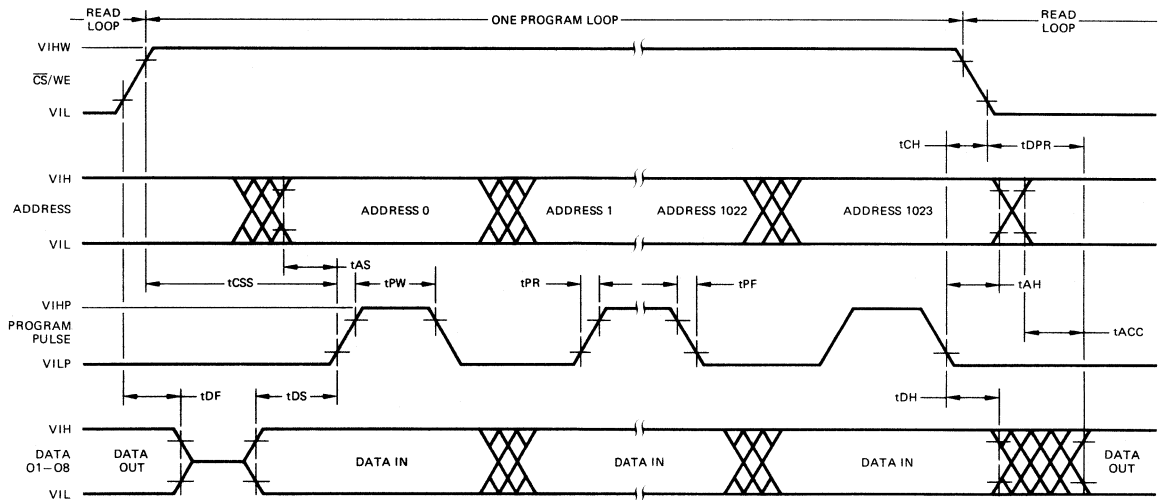 READ
LOOP
ONE PROGRAM LOOP
READ
LOOP
VIHW
CS/WE
VIL
tCH
tDPR
VIH
ADDRESS
VIL
ADDRESS 0
ADDRESS 1
ADDRESS 1022
ADDRESS 1023
tAS
tCSS
tPW
tPR
tPF
tAH
VIHP
PROGRAM
PULSE
VILP
tACC
tDF
tDS
tDH
VIH
DATA
O1–O8
VIL
DATA
OUT
DATA IN
DATA IN
DATA IN
DATA
OUT